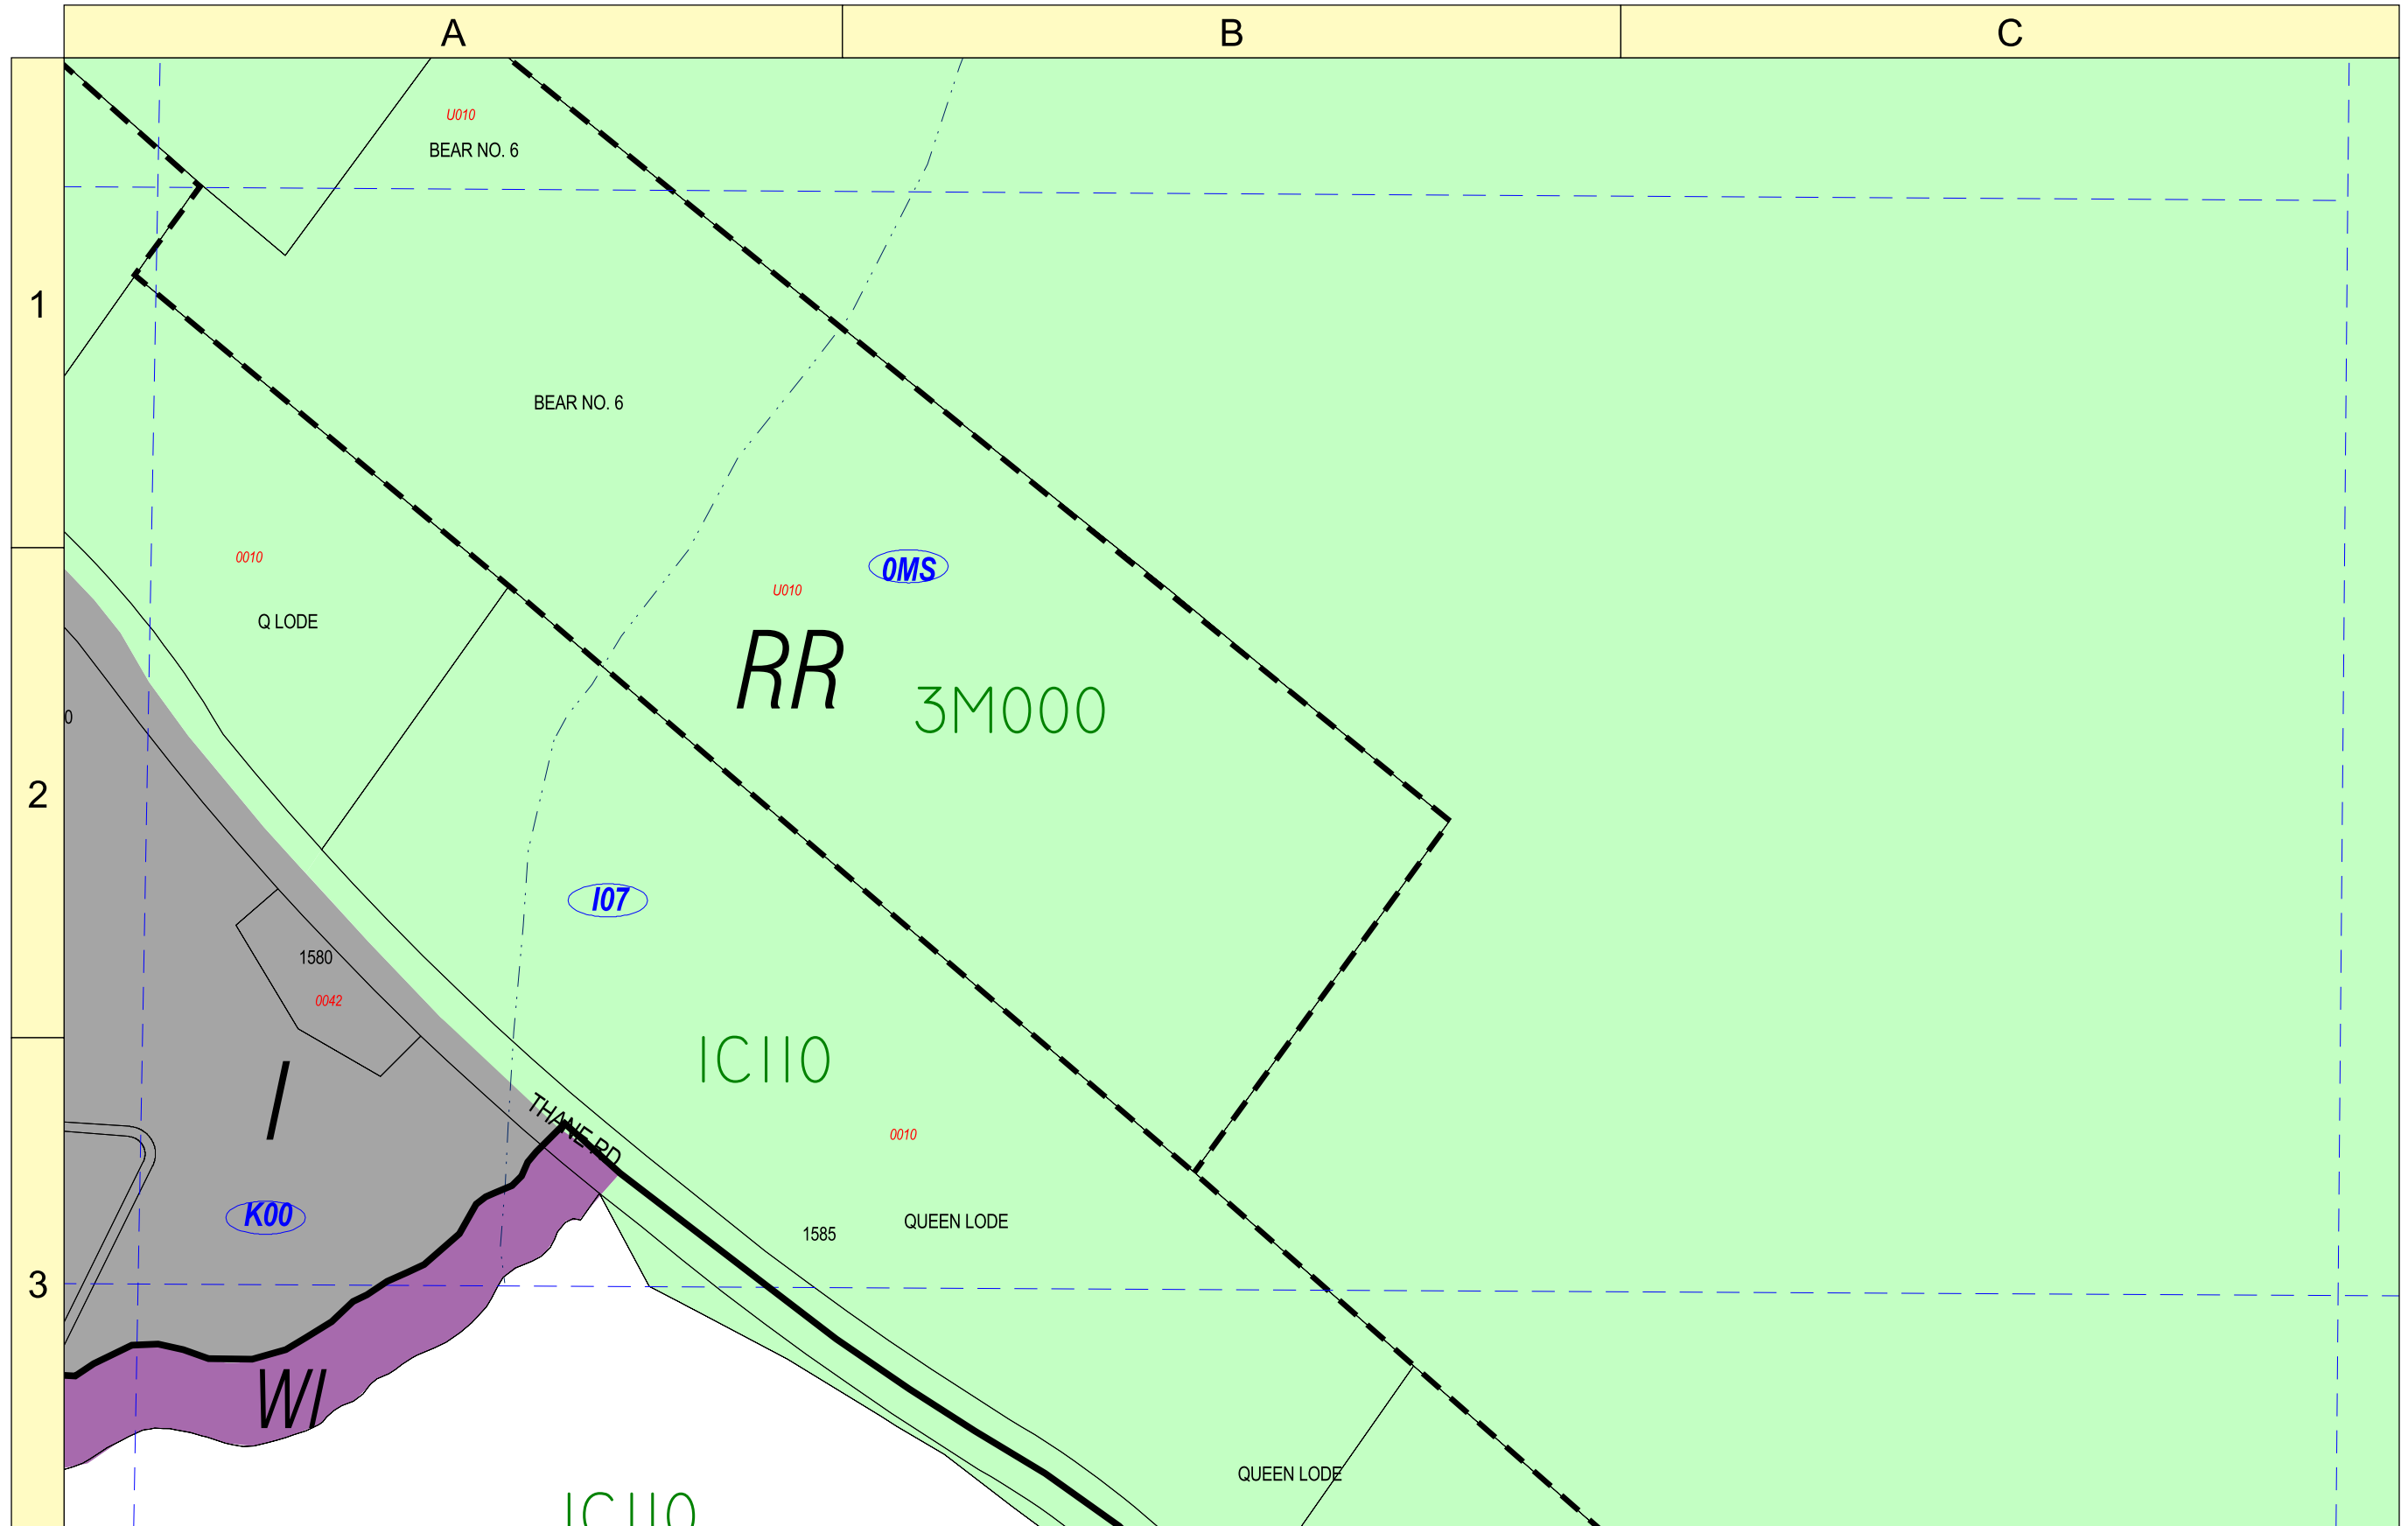 A
B
C
U010
BEAR NO. 6
1
BEAR NO. 6
0010
0MS
U010
Q LODE
RR
3M000
0
2
I07
1580
0042
IC110
I
THANE RD
0010
K00
QUEEN LODE
1585
3
WI
QUEEN LODE
IC110